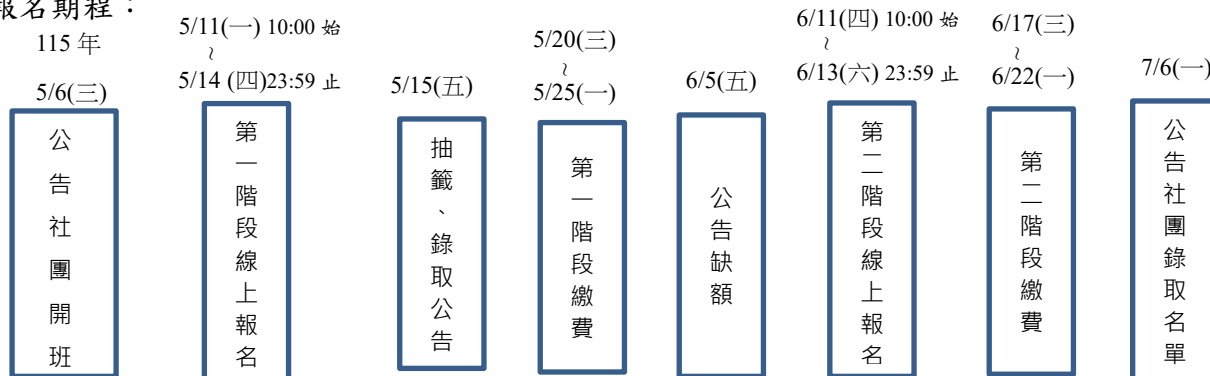 報名期程：
115 年
5/6(三)
公告社團開班
5/11(一) 10:00 始
~
5/14 (四)23:59 止
第一階段線上報名
5/15(五)
抽籤、錄取公告
5/20(三)
~
5/25(一)
第一階段繳費
6/5(五)
公告缺額
6/11(四) 10:00 始
~
6/13(六) 23:59 止
第二階段線上報名
6/17(三)
~
6/22(一)
第二階段繳費
7/6(一)
公告社團錄取名單